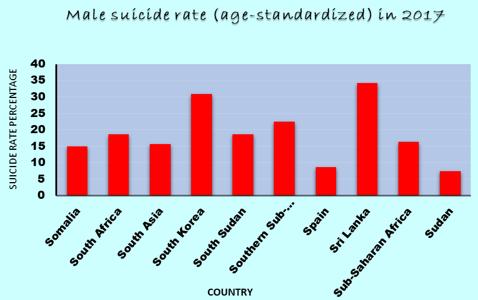 Male suicide rate (age-standardized) in 2017
SUICIDE RATE PERCENTAGE
40
35
30
25
20
15
10
5
0
Somalia
South Africa
South Asia
South Korea
South Sudan
Southern Sub-...
Spain
Sri Lanka
Sub-Saharan Africa
Sudan
COUNTRY